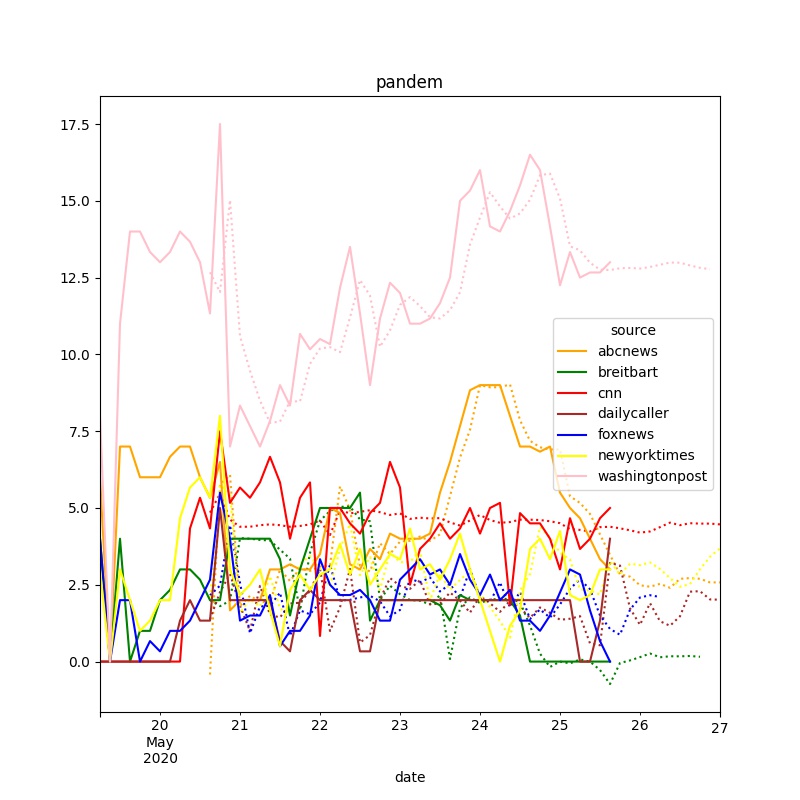 pandem
17.5
15.0
12.5
10.0
7.5
5.0
2.5
0.0
source
abcnews
breitbart
cnn
dailycaller
foxnews
newyorktimes
washingtonpost
20 21 22 23 24 25 26 27
May
2020
date